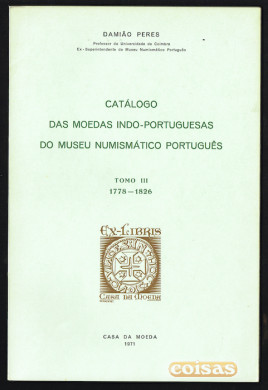 DAMIÃO PERES
Professor da Universidade de Coimbra
Ex-Superintendente do Museu Numismático Português
CATÁLOGO
DAS MOEDAS INDO-PORTUGUESAS
DO MUSEU NUMISMÁTICO PORTUGUÊS
TOMO III
1778—1826
EX-LIBRIS
CASA DA MOEDA
CASA DA MOEDA
1971
coisas